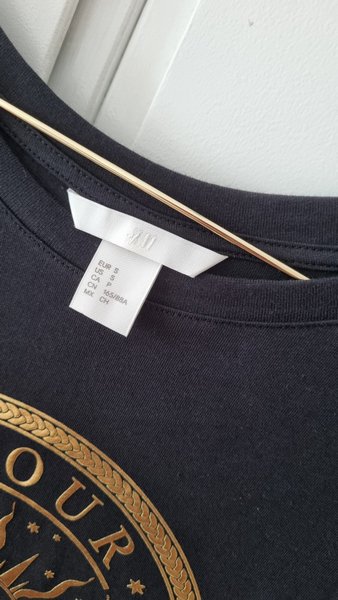 H&M
EUR S
US S
CA P
CN 165/88A
MX CH
OUR